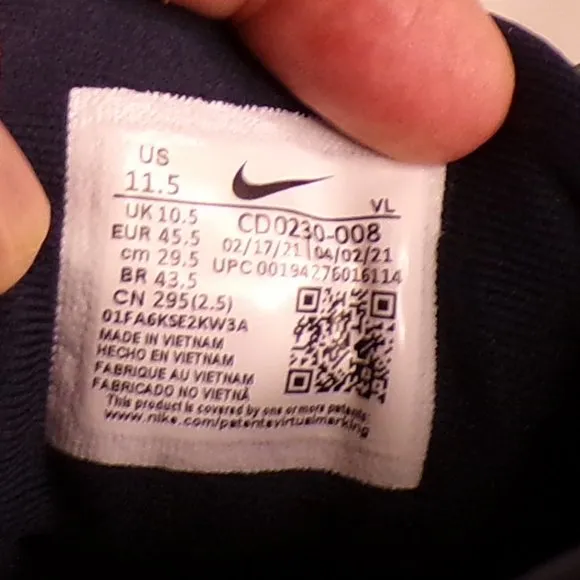 US
11.5
VL
UK 10.5
CD0230-008
EUR 45.5
02/17/21 04/02/21
cm 29.5
UPC 00194276016114
BR 43.5
CN 295(2.5)
01FA6KSE2KW3A
MADE IN VIETNAM
HECHO EN VIETNAM
FABRIQUE AU VIETNAM
FABRICADO NO VIETNÃ
This product is covered by one or more patents:
www.nike.com/patentsvirtualmarking